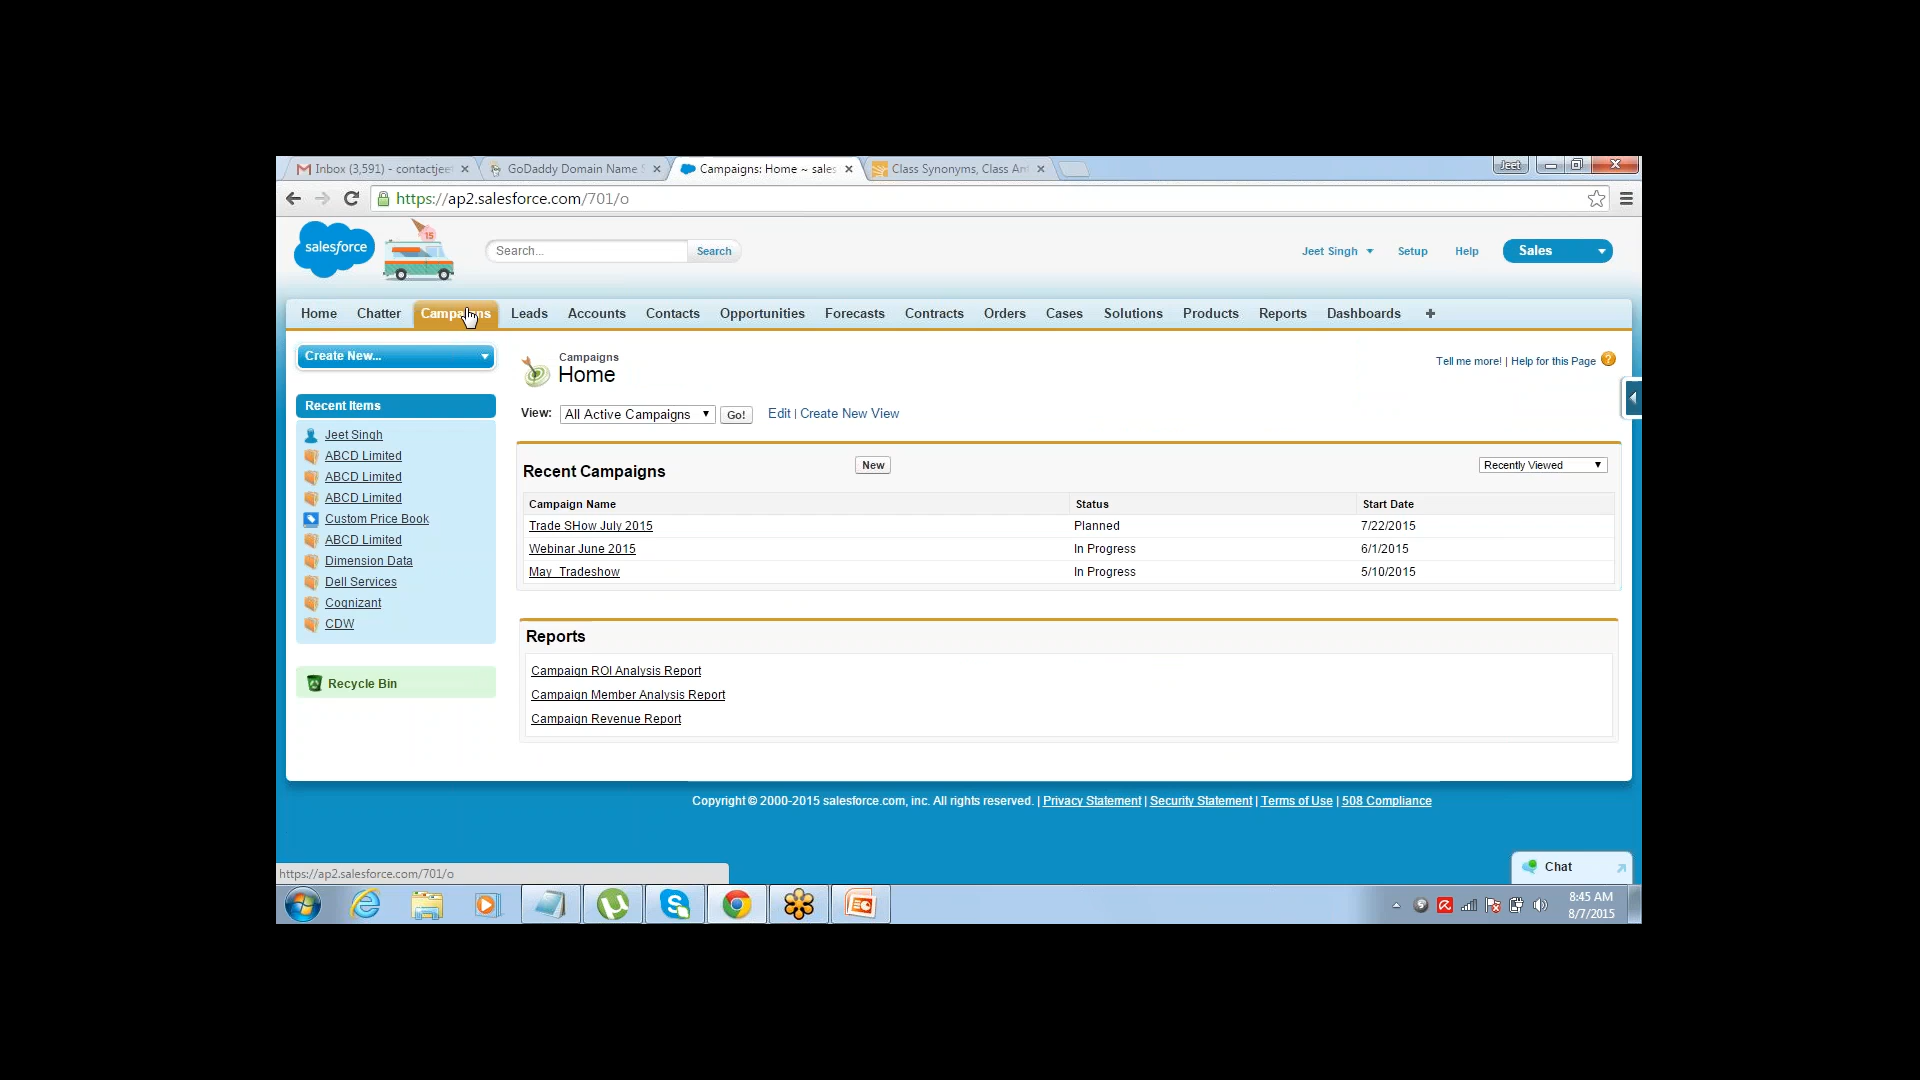 Inbox (3,591) - contactjee
GoDaddy Domain Name
Campaigns: Home ~ sales
Class Synonyms, Class An
Jeet
https://ap2.salesforce.com/701/o
salesforce
15
Search...
Search
Jeet Singh
Setup
Help
Sales
Home
Chatter
Campaigns
Leads
Accounts
Contacts
Opportunities
Forecasts
Contracts
Orders
Cases
Solutions
Products
Reports
Dashboards
+
Create New...
Recent Items
Jeet Singh
ABCD Limited
ABCD Limited
ABCD Limited
Custom Price Book
ABCD Limited
Dimension Data
Dell Services
Cognizant
CDW
Recycle Bin
Campaigns
Home
Tell me more! | Help for this Page ?
View: All Active Campaigns Go! Edit | Create New View
Recent Campaigns New Recently Viewed
Campaign Name Status Start Date
Trade SHow July 2015 Planned 7/22/2015
Webinar June 2015 In Progress 6/1/2015
May_Tradeshow In Progress 5/10/2015
Reports
Campaign ROI Analysis Report
Campaign Member Analysis Report
Campaign Revenue Report
Copyright © 2000-2015 salesforce.com, inc. All rights reserved. | Privacy Statement | Security Statement | Terms of Use | 508 Compliance
Chat
https://ap2.salesforce.com/701/o
8:45 AM
8/7/2015